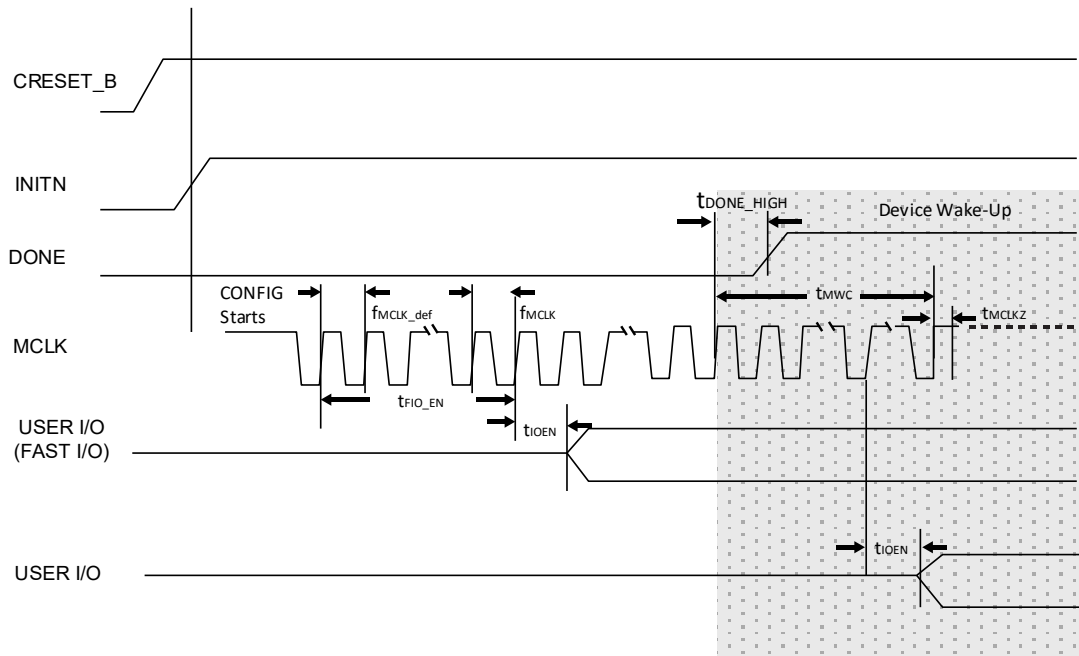 CRESET_B
INITN
tDONE_HIGH
Device Wake-Up
DONE
CONFIG
Starts
fMCLK_def
fMCLK
tMWC
tMCLKZ
MCLK
tFIO_EN
USER I/O
(FAST I/O)
tIOEN
tIOEN
USER I/O